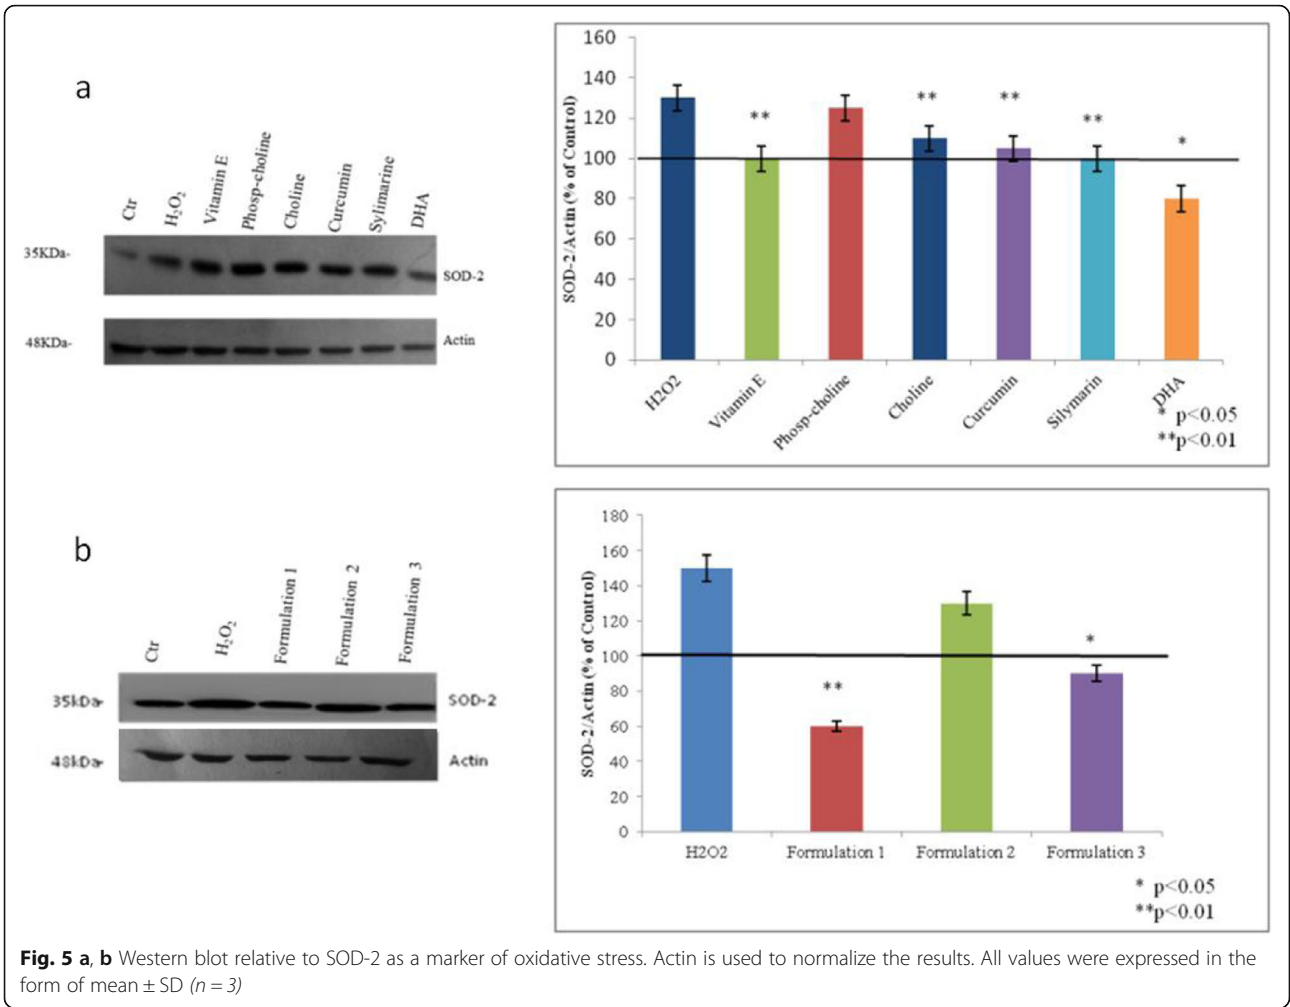 a
Ctr
H₂O₂
Vitamin E
Phosp-choline
Choline
Curcumin
Sylimarine
DHA
35KDa-
SOD-2
48KDa-
Actin
SOD-2/Actin (% of Control)
160
140
120
100
80
60
40
20
0
**
**
**
**
*
H2O2
Vitamin E
Phosp-choline
Choline
Curcumin
Silymarin
DHA
* p<0.05
**p<0.01
b
Ctr
H₂O₂
Formulation 1
Formulation 2
Formulation 3
35kDa-
SOD-2
48kDa-
Actin
SOD-2/Actin (% of Control)
180
160
140
120
100
80
60
40
20
0
**
*
H2O2
Formulation 1
Formulation 2
Formulation 3
* p<0.05
**p<0.01
Fig. 5 a, b Western blot relative to SOD-2 as a marker of oxidative stress. Actin is used to normalize the results. All values were expressed in the
form of mean ± SD (n = 3)